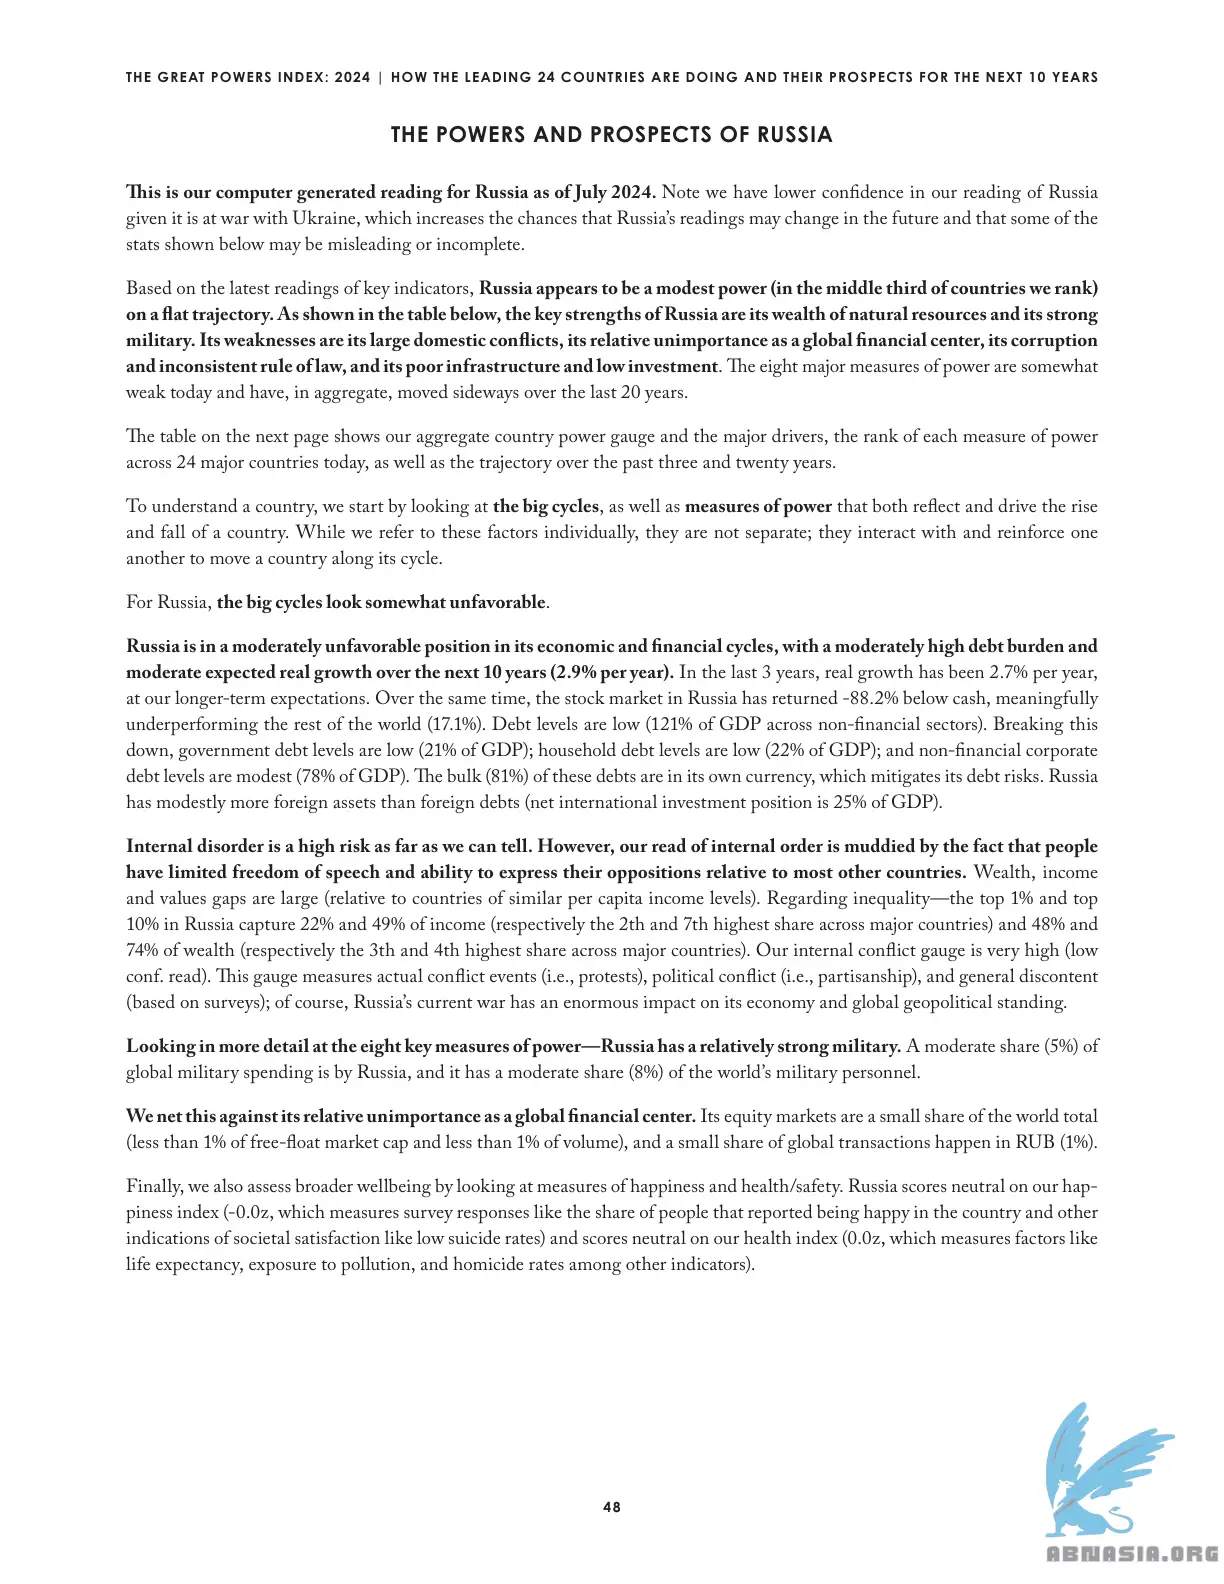 THE GREAT POWERS INDEX: 2024 | HOW THE LEADING 24 COUNTRIES ARE DOING AND THEIR PROSPECTS FOR THE NEXT 10 YEARS
THE POWERS AND PROSPECTS OF RUSSIA
This is our computer generated reading for Russia as of July 2024. Note we have lower confidence in our reading of Russia
given it is at war with Ukraine, which increases the chances that Russia's readings may change in the future and that some of the
stats shown below may be misleading or incomplete.
Based on the latest readings of key indicators, Russia appears to be a modest power (in the middle third of countries we rank)
on a flat trajectory. As shown in the table below, the key strengths of Russia are its wealth of natural resources and its strong
military. Its weaknesses are its large domestic conflicts, its relative unimportance as a global financial center, its corruption
and inconsistent rule of law, and its poor infrastructure and low investment. The eight major measures of power are somewhat
weak today and have, in aggregate, moved sideways over the last 20 years.
The table on the next page shows our aggregate country power gauge and the major drivers, the rank of each measure of power
across 24 major countries today, as well as the trajectory over the past three and twenty years.
To understand a country, we start by looking at the big cycles, as well as measures of power that both reflect and drive the rise
and fall of a country. While we refer to these factors individually, they are not separate; they interact with and reinforce one
another to move a country along its cycle.
For Russia, the big cycles look somewhat unfavorable.
Russia is in a moderately unfavorable position in its economic and financial cycles, with a moderately high debt burden and
moderate expected real growth over the next 10 years (2.9% per year). In the last 3 years, real growth has been 2.7% per year,
at our longer-term expectations. Over the same time, the stock market in Russia has returned -88.2% below cash, meaningfully
underperforming the rest of the world (17.1%). Debt levels are low (121% of GDP across non-financial sectors). Breaking this
down, government debt levels are low (21% of GDP); household debt levels are low (22% of GDP); and non-financial corporate
debt levels are modest (78% of GDP). The bulk (81%) of these debts are in its own currency, which mitigates its debt risks. Russia
has modestly more foreign assets than foreign debts (net international investment position is 25% of GDP).
Internal disorder is a high risk as far as we can tell. However, our read of internal order is muddied by the fact that people
have limited freedom of speech and ability to express their oppositions relative to most other countries. Wealth, income
and values gaps are large (relative to countries of similar per capita income levels). Regarding inequality—the top 1% and top
10% in Russia capture 22% and 49% of income (respectively the 2th and 7th highest share across major countries) and 48% and
74% of wealth (respectively the 3th and 4th highest share across major countries). Our internal conflict gauge is very high (low
conf. read). This gauge measures actual conflict events (i.e., protests), political conflict (i.e., partisanship), and general discontent
(based on surveys); of course, Russia's current war has an enormous impact on its economy and global geopolitical standing.
Looking in more detail at the eight key measures of power—Russia has a relatively strong military. A moderate share (5%) of
global military spending is by Russia, and it has a moderate share (8%) of the world's military personnel.
We net this against its relative unimportance as a global financial center. Its equity markets are a small share of the world total
(less than 1% of free-float market cap and less than 1% of volume), and a small share of global transactions happen in RUB (1%).
Finally, we also assess broader wellbeing by looking at measures of happiness and health/safety. Russia scores neutral on our hap-
piness index (-0.0z, which measures survey responses like the share of people that reported being happy in the country and other
indications of societal satisfaction like low suicide rates) and scores neutral on our health index (0.0z, which measures factors like
life expectancy, exposure to pollution, and homicide rates among other indicators).
48
ABNASIA.ORG